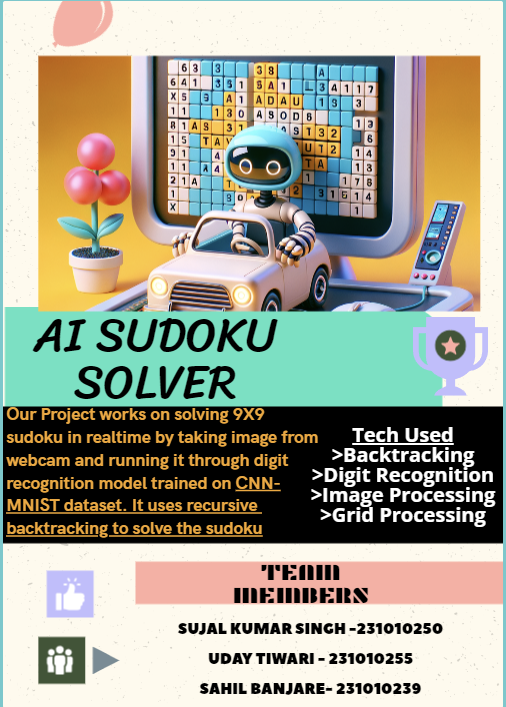 AI SUDOKU
SOLVER
Our Project works on solving 9X9
sudoku in realtime by taking image from
webcam and running it through digit
recognition model trained on CNN-
MNIST dataset. It uses recursive
backtracking to solve the sudoku
Tech Used
>Backtracking
>Digit Recognition
>Image Processing
>Grid Processing
TEAM
MEMBERS
SUJAL KUMAR SINGH -231010250
UDAY TIWARI - 231010255
SAHIL BANJARE- 231010239